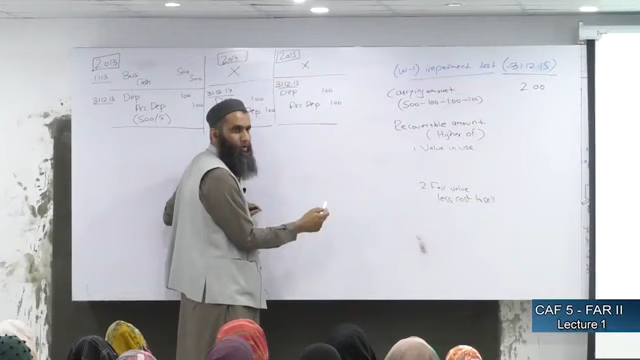 2013
1.1.13 Bus 500
Cash 500
31.12.13 Dep 100
Acc Dep 100
(500/5)
X
31.12.14
100
Dep 100
2015
X
31.12.15
Dep 100
Acc Dep 100
(W-1) impairment test (31.12.15)
Carrying amount 200
(500-100-100-100)
Recoverable amount
(Higher of)
1. Value in use
2. Fair value
less cost to sell
CAF 5 - FAR II
Lecture 1